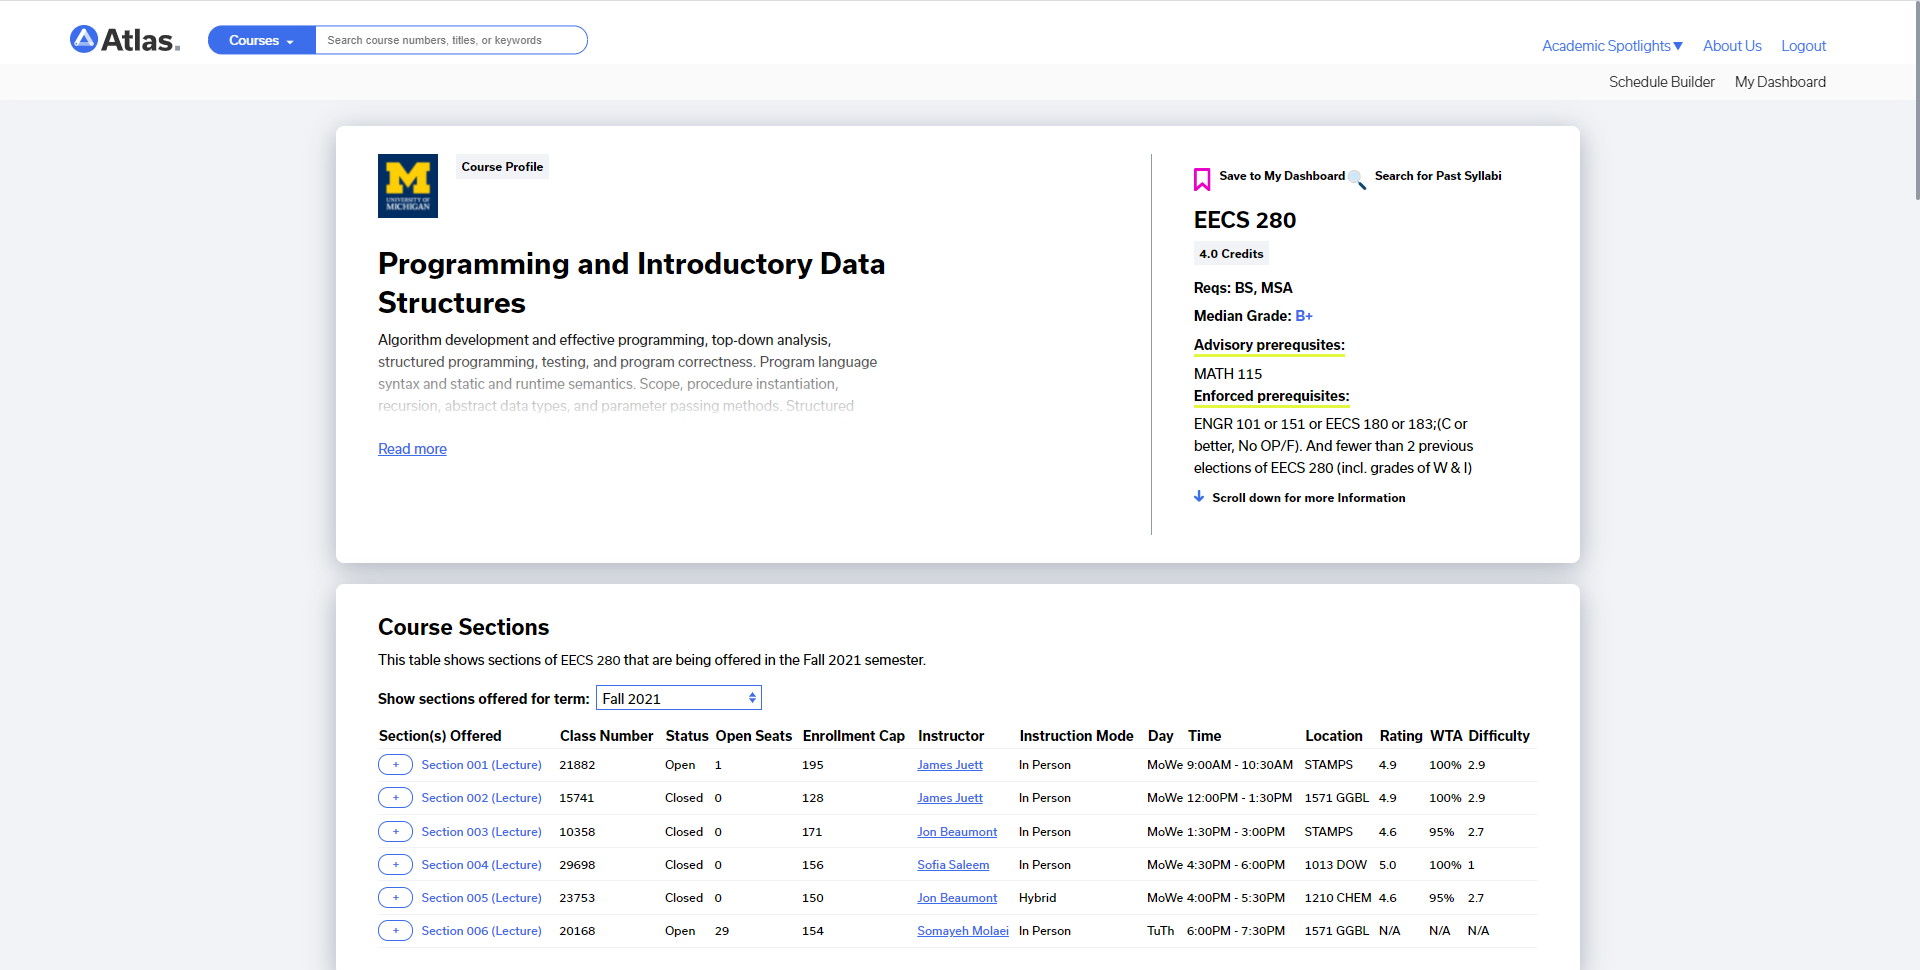 Atlas.
Courses
Search course numbers, titles, or keywords
Academic Spotlights▼ About Us Logout
Schedule Builder My Dashboard
M
UNIVERSITY OF
MICHIGAN
Course Profile
Programming and Introductory Data
Structures
Algorithm development and effective programming, top-down analysis,
structured programming, testing, and program correctness. Program language
syntax and static and runtime semantics. Scope, procedure instantiation,
recursion, abstract data types, and parameter passing methods. Structured
Read more
Save to My Dashboard Search for Past Syllabi
EECS 280
4.0 Credits
Reqs: BS, MSA
Median Grade: B+
Advisory prerequsites:
MATH 115
Enforced prerequisites:
ENGR 101 or 151 or EECS 180 or 183;(C or
better, No OP/F). And fewer than 2 previous
elections of EECS 280 (incl. grades of W & I)
Scroll down for more Information
Course Sections
This table shows sections of EECS 280 that are being offered in the Fall 2021 semester.
Show sections offered for term: Fall 2021
Section(s) Offered Class Number Status Open Seats Enrollment Cap Instructor Instruction Mode Day Time Location Rating WTA Difficulty
+ Section 001 (Lecture) 21882 Open 1 195 James Juett In Person MoWe 9:00AM - 10:30AM STAMPS 4.9 100% 2.9
+ Section 002 (Lecture) 15741 Closed 0 128 James Juett In Person MoWe 12:00PM - 1:30PM 1571 GGBL 4.9 100% 2.9
+ Section 003 (Lecture) 10358 Closed 0 171 Jon Beaumont In Person MoWe 1:30PM - 3:00PM STAMPS 4.6 95% 2.7
+ Section 004 (Lecture) 29698 Closed 0 156 Sofia Saleem In Person MoWe 4:30PM - 6:00PM 1013 DOW 5.0 100% 1
+ Section 005 (Lecture) 23753 Closed 0 150 Jon Beaumont Hybrid MoWe 4:00PM - 5:30PM 1210 CHEM 4.6 95% 2.7
+ Section 006 (Lecture) 20168 Open 29 154 Somayeh Molaei In Person TuTh 6:00PM - 7:30PM 1571 GGBL N/A N/A N/A